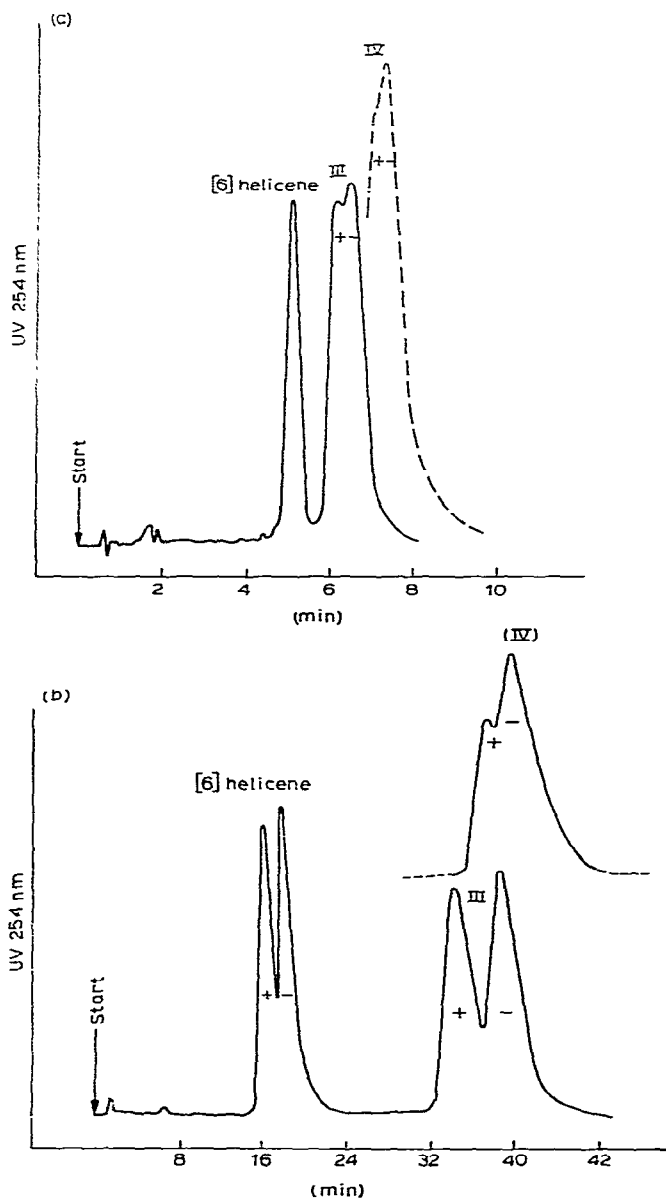 (c)
IV
III
[6] helicene
+-
+-
UV 254 nm
Start
2 4 6 8 10
(min)
(IV)
(b)
-
+
[6] helicene
III
UV 254 nm
+-
+ -
Start
8 16 24 32 40 42
(min)